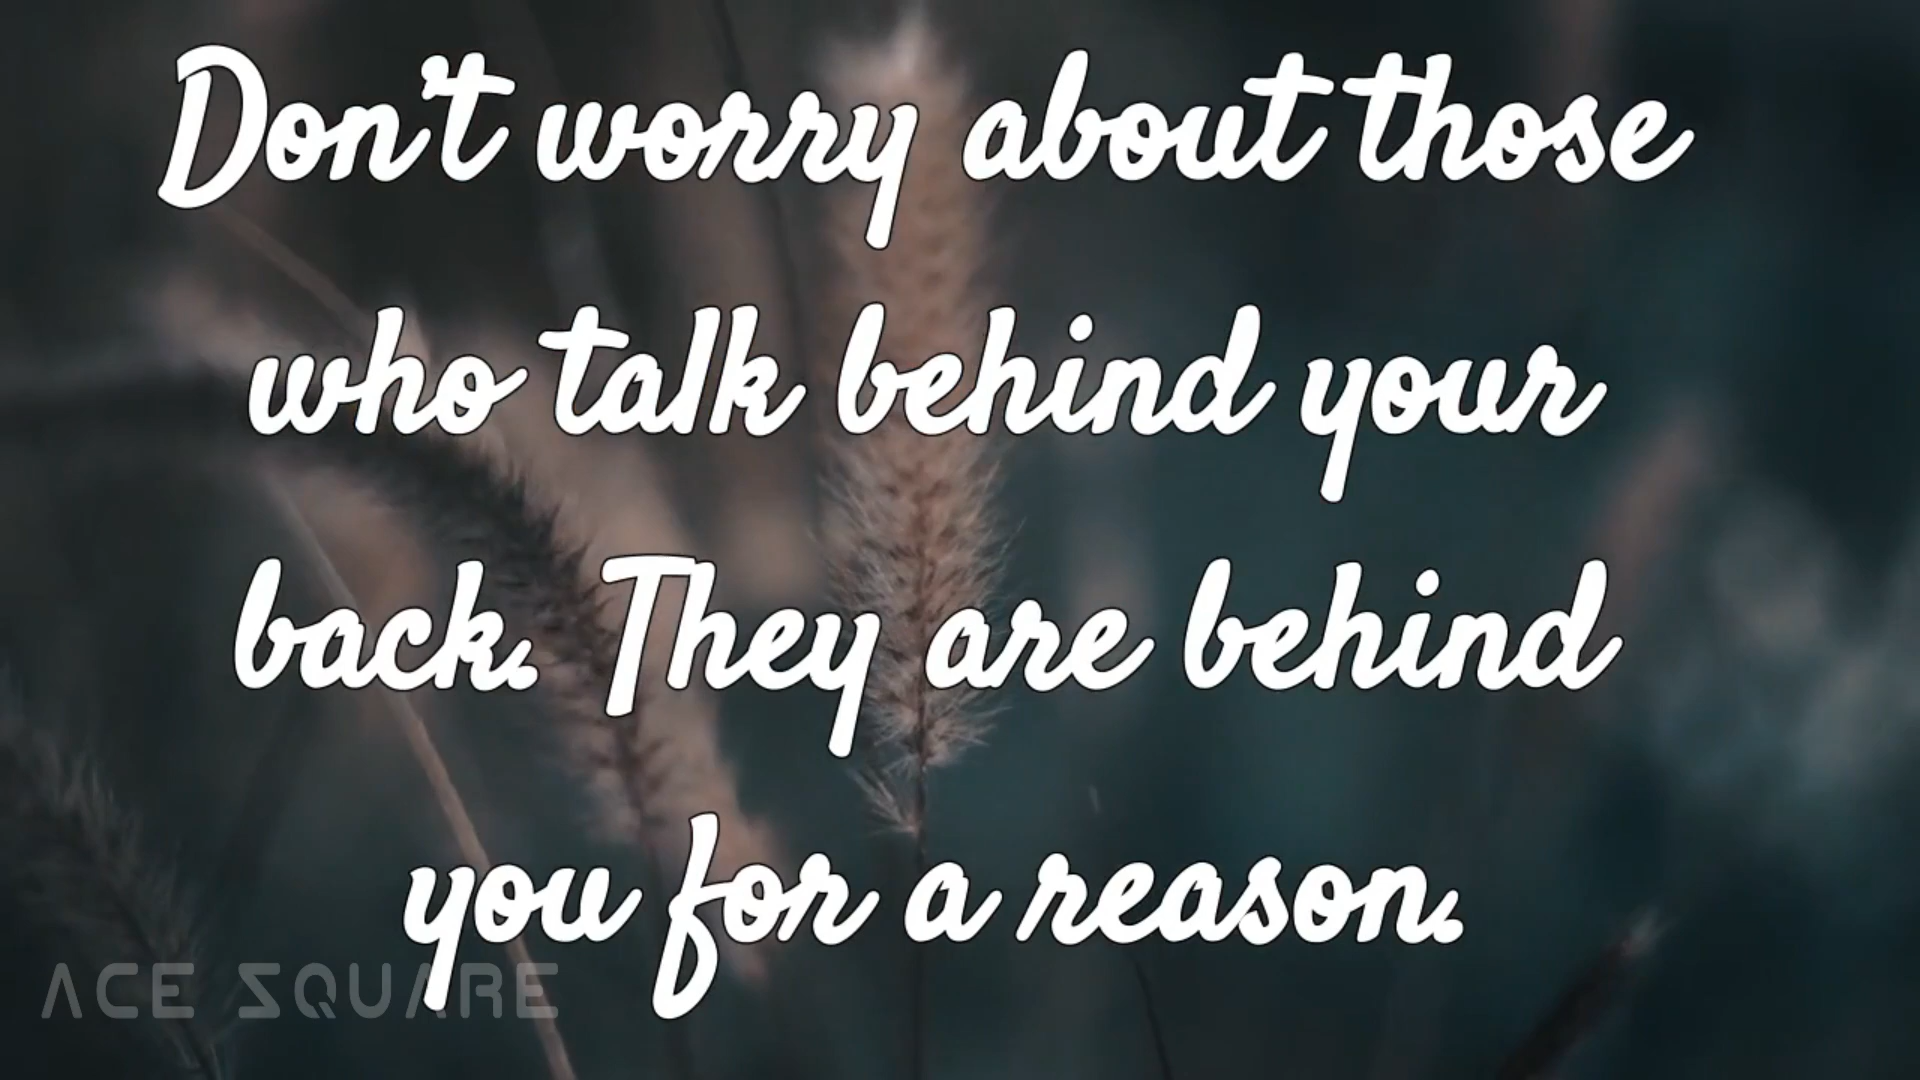 Don't worry about those
who talk behind your
back. They are behind
you for a reason.
ACE SQUARE